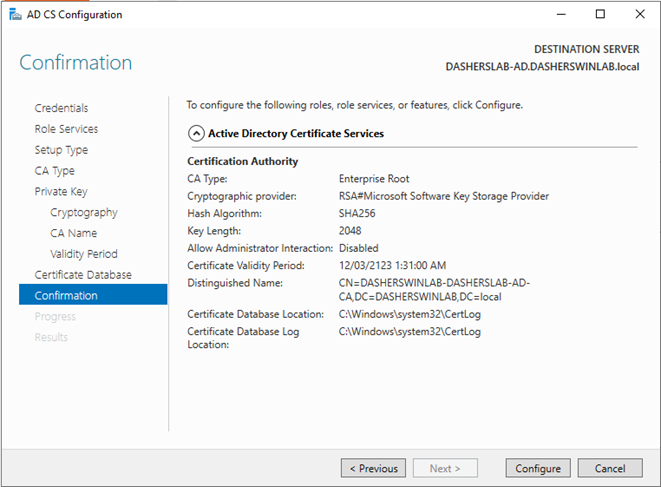 AD CS Configuration
Confirmation
DESTINATION SERVER
DASHERSLAB-AD.DASHERSWINLAB.local
Credentials
Role Services
Setup Type
CA Type
Private Key
Cryptography
CA Name
Validity Period
Certificate Database
Confirmation
Progress
Results
To configure the following roles, role services, or features, click Configure.
Active Directory Certificate Services
Certification Authority
CA Type: Enterprise Root
Cryptographic provider: RSA#Microsoft Software Key Storage Provider
Hash Algorithm: SHA256
Key Length: 2048
Allow Administrator Interaction: Disabled
Certificate Validity Period: 12/03/2123 1:31:00 AM
Distinguished Name: CN=DASHERSWINLAB-DASHERSLAB-AD-
CA,DC=DASHERSWINLAB,DC=local
Certificate Database Location: C:\Windows\system32\CertLog
Certificate Database Log C:\Windows\system32\CertLog
Location:
< Previous
Next >
Configure
Cancel